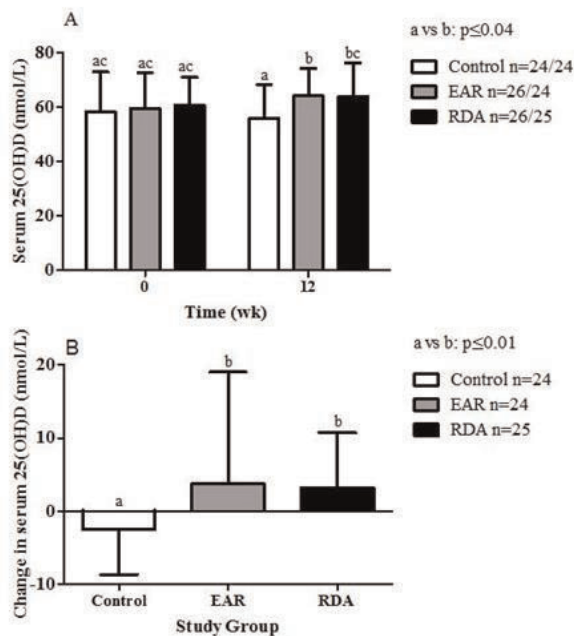 A
a vs b: p≤0.04
Control n=24/24
EAR n=26/24
RDA n=26/25
Serum 25(OH)D (nmol/L)
80
60
40
20
0
ac
ac
ac
a
b
bc
0
12
Time (wk)
B
a vs b: p≤0.01
Control n=24
EAR n=24
RDA n=25
Change in serum 25(OH)D (nmol/L)
20
10
0
-10
a
b
b
Control
EAR
RDA
Study Group